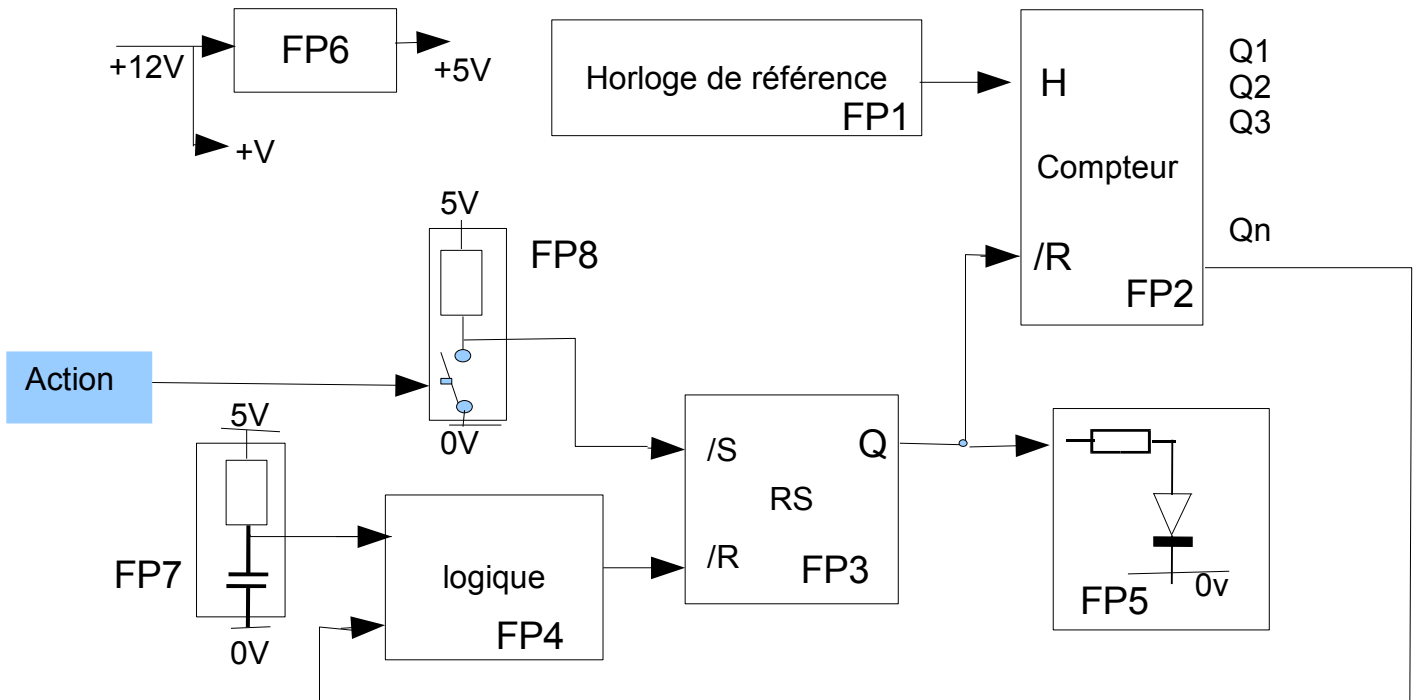 +12V
FP6
+5V
+V
Horloge de référence
FP1
H
Compteur
/R
FP2
Q1
Q2
Q3
Qn
5V
FP8
0V
Action
5V
FP7
0V
logique
FP4
/S
Q
RS
/R
FP3
FP5
0v